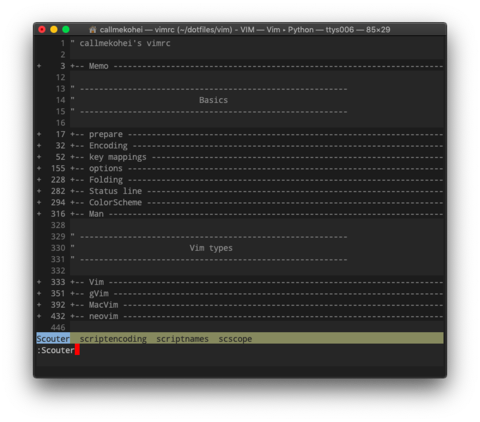 callmekohei — vimrc (~/dotfiles/vim) - VIM — Vim • Python — ttys006 — 85×29
1 " callmekohei's vimrc
2
+ 3 +-- Memo ------------------------------------------------------------------------
12
13 " --------------------------------------------------------
14 " Basics
15 " --------------------------------------------------------
16
+ 17 +-- prepare ---------------------------------------------------------------------
+ 32 +-- Encoding --------------------------------------------------------------------
+ 52 +-- key mappings ----------------------------------------------------------------
+ 155 +-- options ---------------------------------------------------------------------
+ 228 +-- Folding ---------------------------------------------------------------------
+ 282 +-- Status line -----------------------------------------------------------------
+ 294 +-- ColorScheme -----------------------------------------------------------------
+ 316 +-- Man -------------------------------------------------------------------------
328
329 " --------------------------------------------------------
330 " Vim types
331 " --------------------------------------------------------
332
+ 333 +-- Vim -------------------------------------------------------------------------
+ 351 +-- gVim ------------------------------------------------------------------------
+ 392 +-- MacVim ----------------------------------------------------------------------
+ 432 +-- neovim ----------------------------------------------------------------------
446
Scouter scriptencoding scriptnames scscope
:Scouter